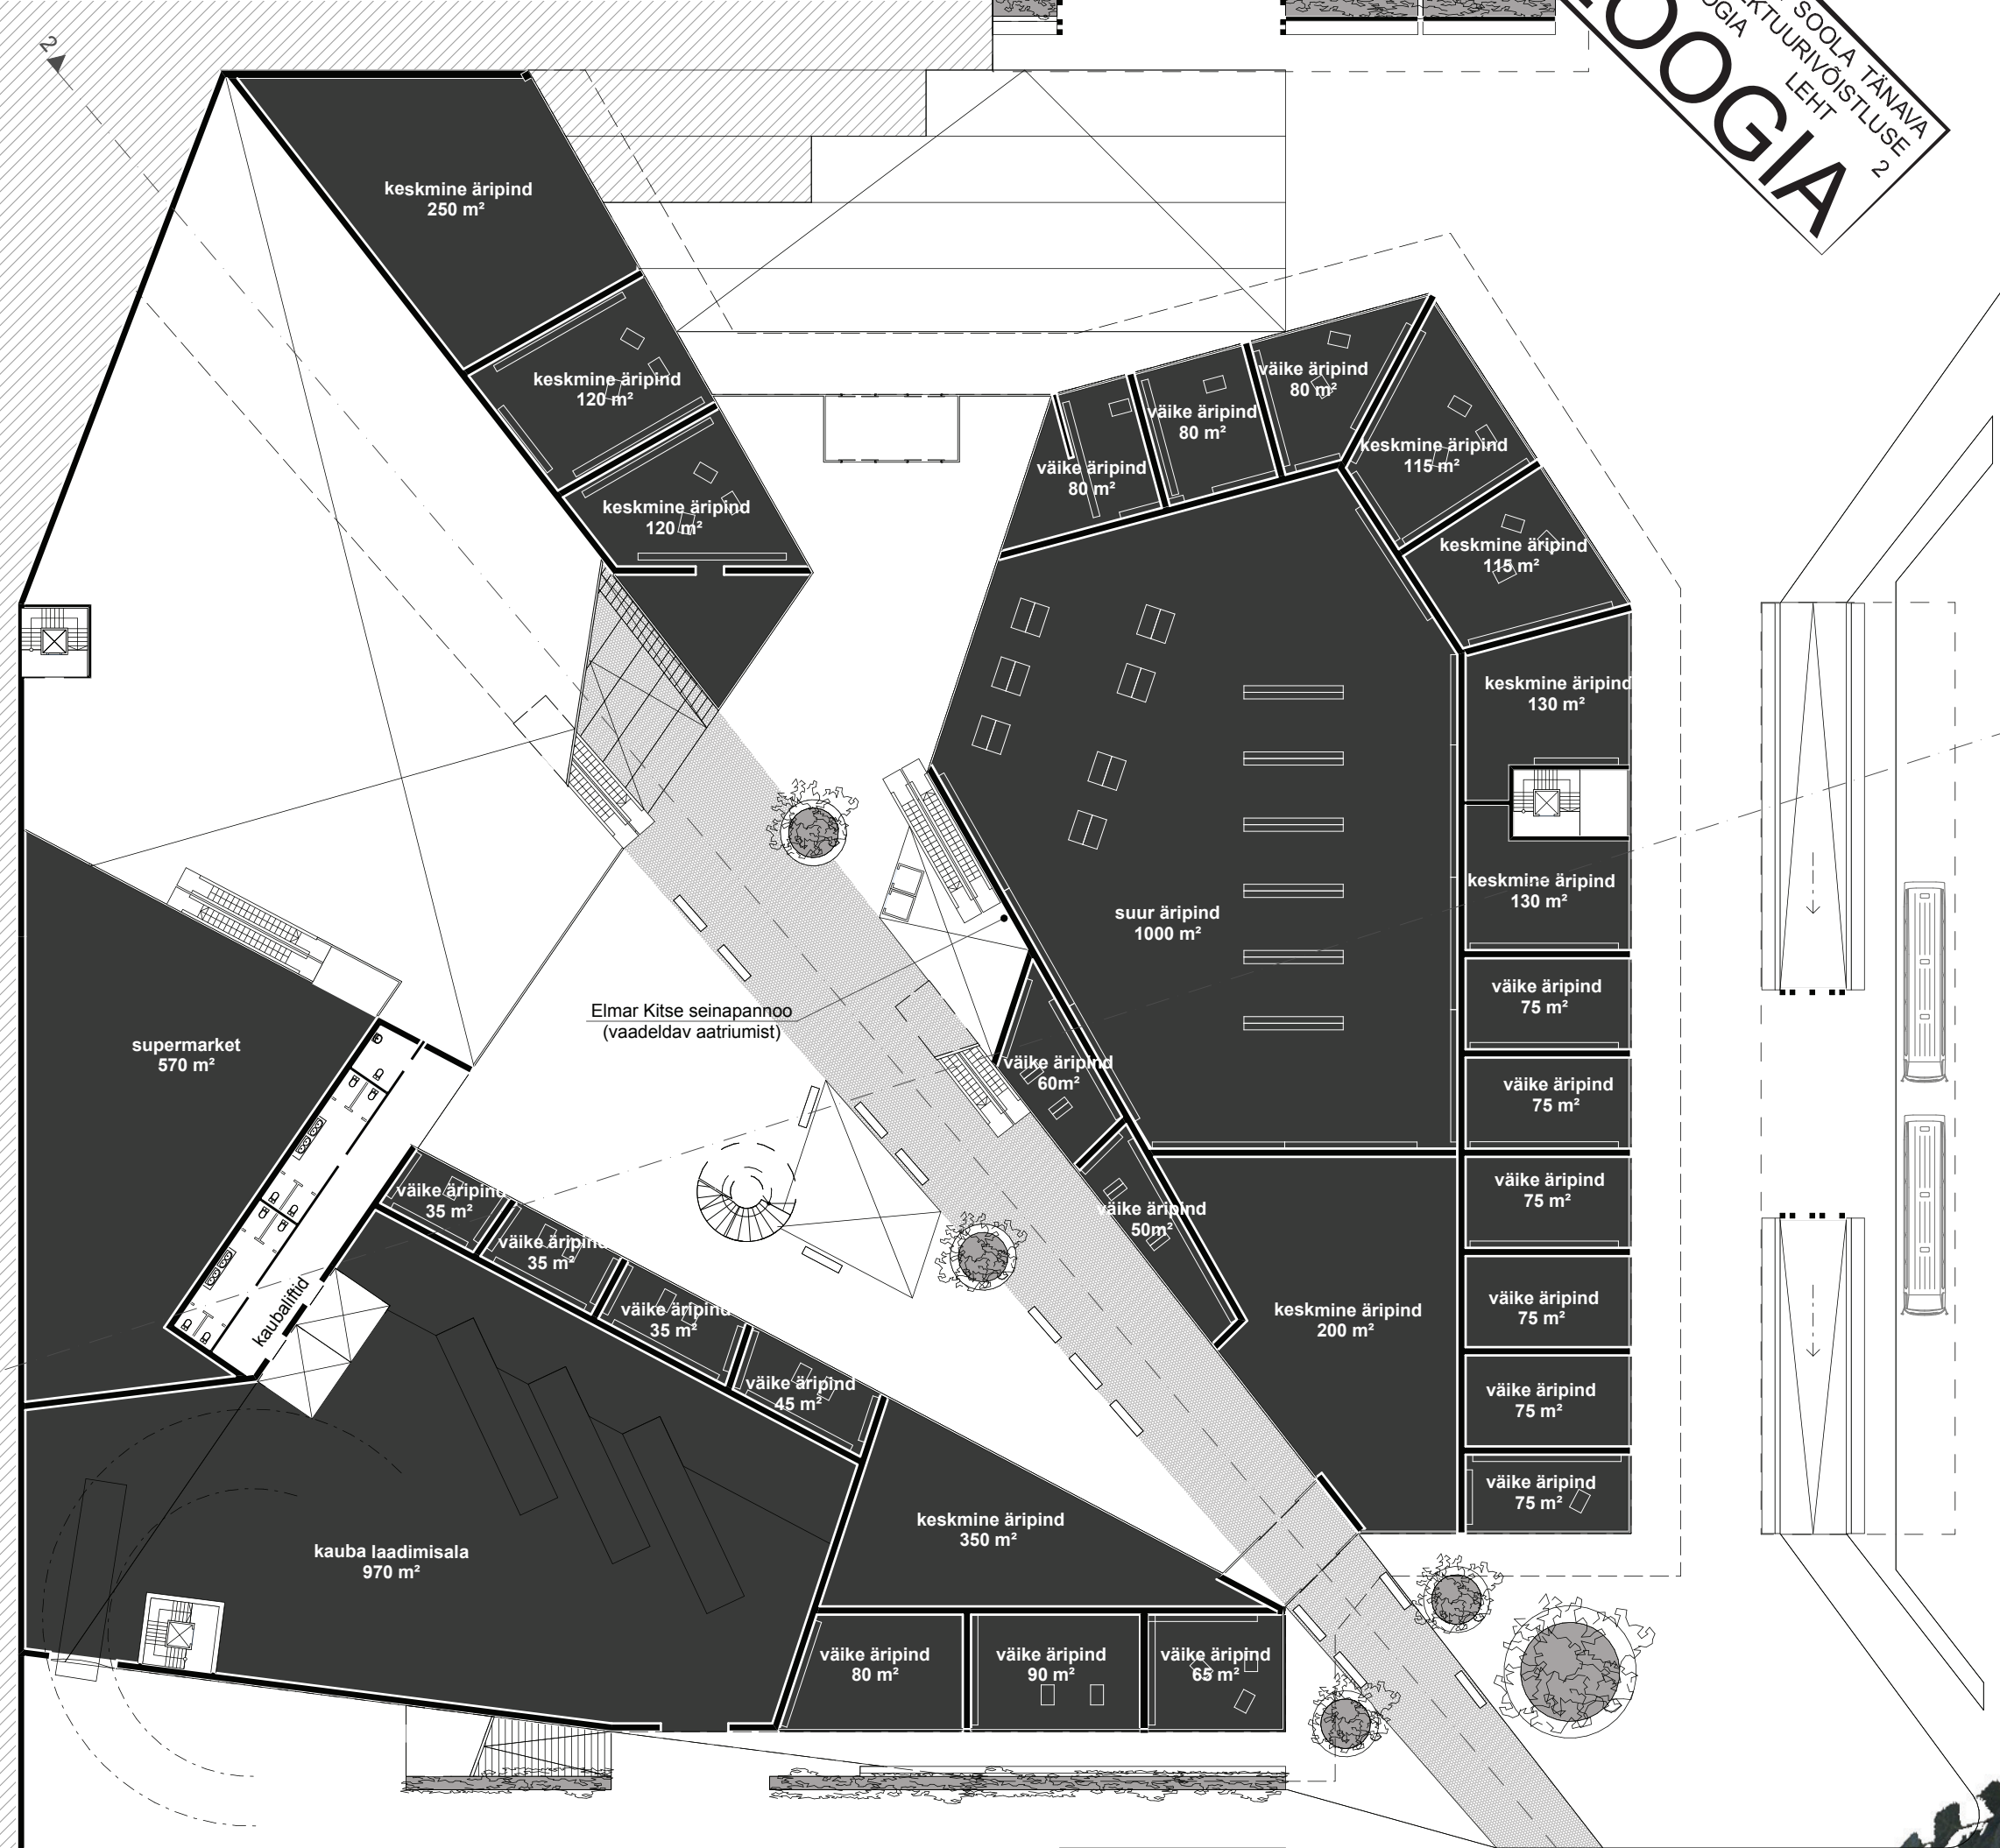 2
SOOLA TÄNAVA
LEHT
2
OOGIA
keskmine äripind
250 m²
keskmine äripind
120 m²
keskmine äripind
120 m²
väike äripind
80 m²
väike äripind
80 m²
väike äripind
80 m²
keskmine äripind
115 m²
keskmine äripind
115 m²
keskmine äripind
130 m²
keskmine äripind
130 m²
suur äripind
1000 m²
väike äripind
75 m²
väike äripind
75 m²
väike äripind
75 m²
väike äripind
75 m²
väike äripind
75 m²
väike äripind
75 m²
Elmar Kitse seinapannoo
(vaadeldav aatriumist)
supermarket
570 m²
väike äripind
60m²
väike äripind
50m²
keskmine äripind
200 m²
väike äripind
35 m²
väike äripind
35 m²
väike äripind
35 m²
väike äripind
45 m²
kaubaliftid
keskmine äripind
350 m²
kauba laadimisala
970 m²
väike äripind
80 m²
väike äripind
90 m²
väike äripind
65 m²